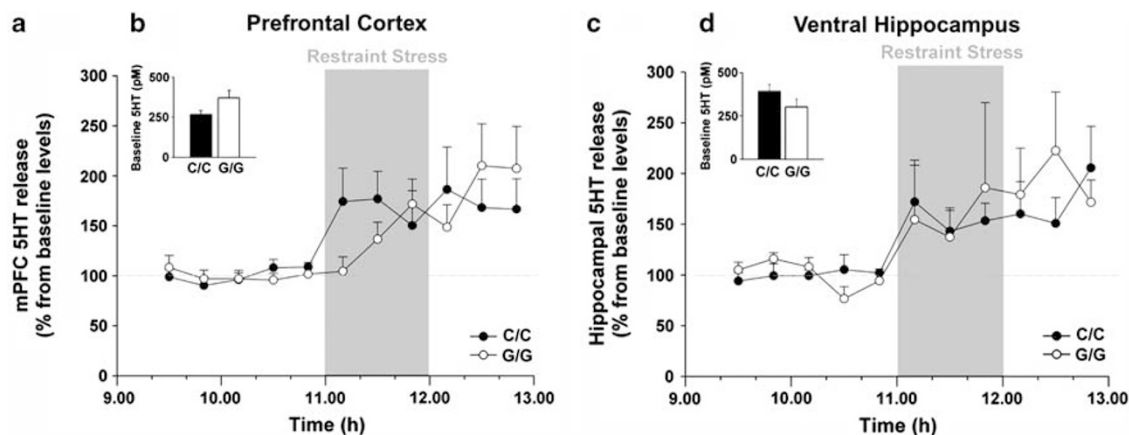 a b Prefrontal Cortex
Restraint Stress
300
250
200
150
100
50
0
mPFC 5HT release
(% from baseline levels)
Baseline 5HT (pM)
500
250
0
C/C G/G
C/C
G/G
9.00 10.00 11.00 12.00 13.00
Time (h)
c d Ventral Hippocampus
Restraint Stress
300
250
200
150
100
50
0
Hippocampal 5HT release
(% from baseline levels)
Baseline 5HT (pM)
500
250
0
C/C G/G
C/C
G/G
9.00 10.00 11.00 12.00 13.00
Time (h)